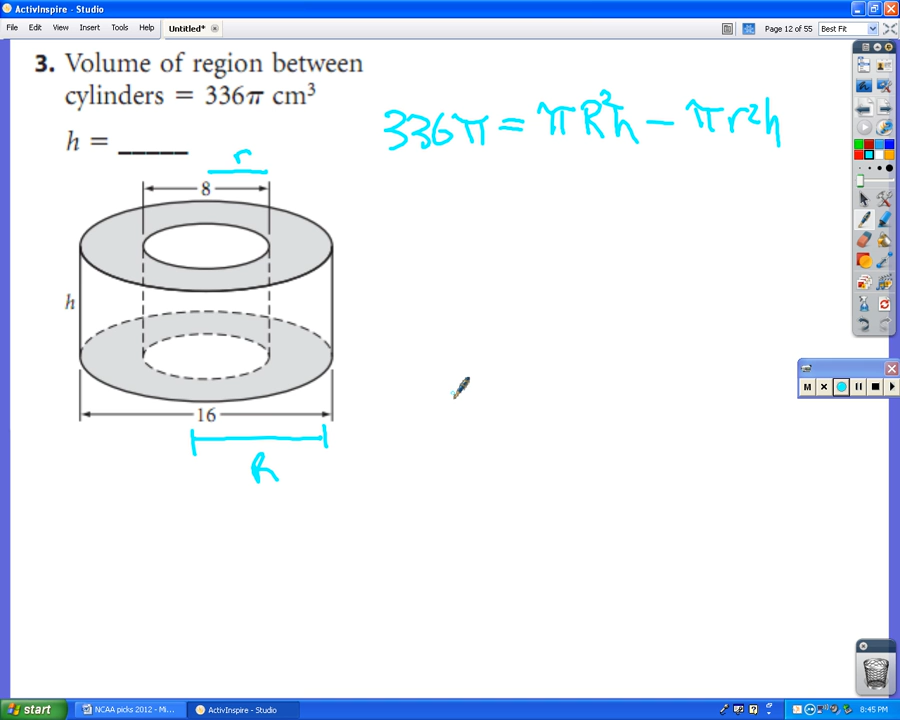 ActivInspire - Studio
File Edit View Insert Tools Help Untitled* Page 12 of 55 Best Fit
3. Volume of region between
cylinders = 336π cm³
336π = πR²h − πr²h
h = _____
r
8
h
16
R
M
start NCAA picks 2012 - Mi... ActivInspire - Studio 8:45 PM